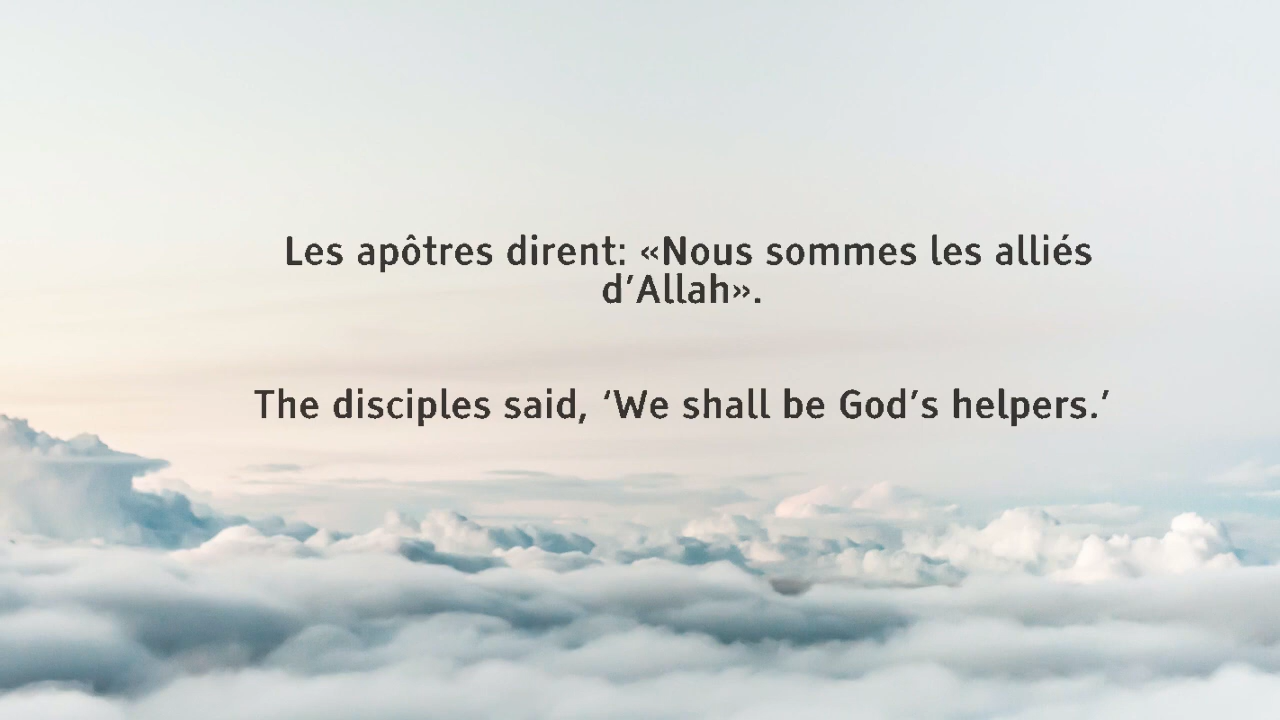 Les apôtres dirent: «Nous sommes les alliés
d’Allah».
The disciples said, ‘We shall be God’s helpers.’